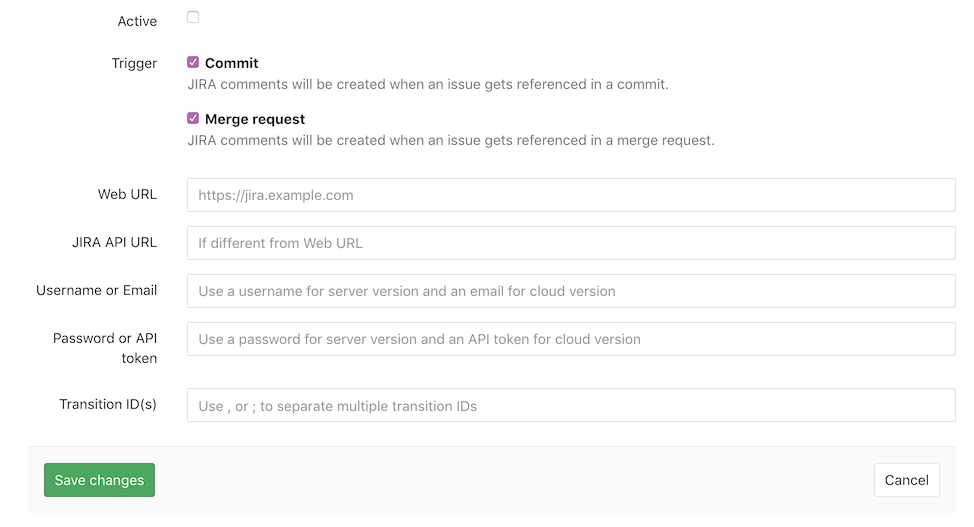 Active
Trigger
Commit
JIRA comments will be created when an issue gets referenced in a commit.
Merge request
JIRA comments will be created when an issue gets referenced in a merge request.
Web URL
https://jira.example.com
JIRA API URL
If different from Web URL
Username or Email
Use a username for server version and an email for cloud version
Password or API
token
Use a password for server version and an API token for cloud version
Transition ID(s)
Use , or ; to separate multiple transition IDs
Save changes
Cancel